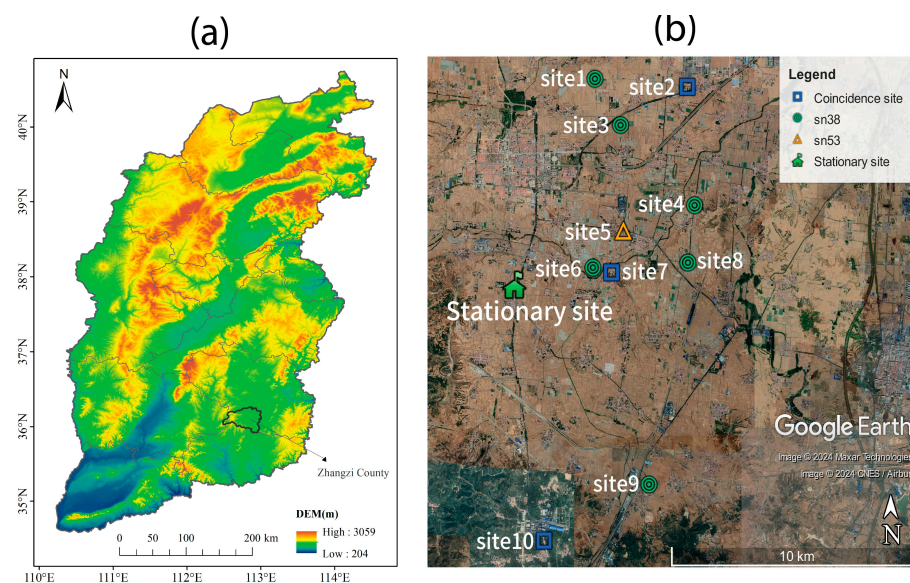 (a)
N
40°N
39°N
38°N
37°N
36°N
35°N
Zhangzi County
DEM(m)
High : 3059
Low : 204
0 50 100 200 km
110°E 111°E 112°E 113°E 114°E
(b)
Legend
Coincidence site
sn38
sn53
Stationary site
site1
site2
site3
site4
site5
site6
site7
site8
Stationary site
site9
site10
Google Earth
Image © 2024 Maxar Technologies
Image © 2024 CNES / Airbu
N
10 km